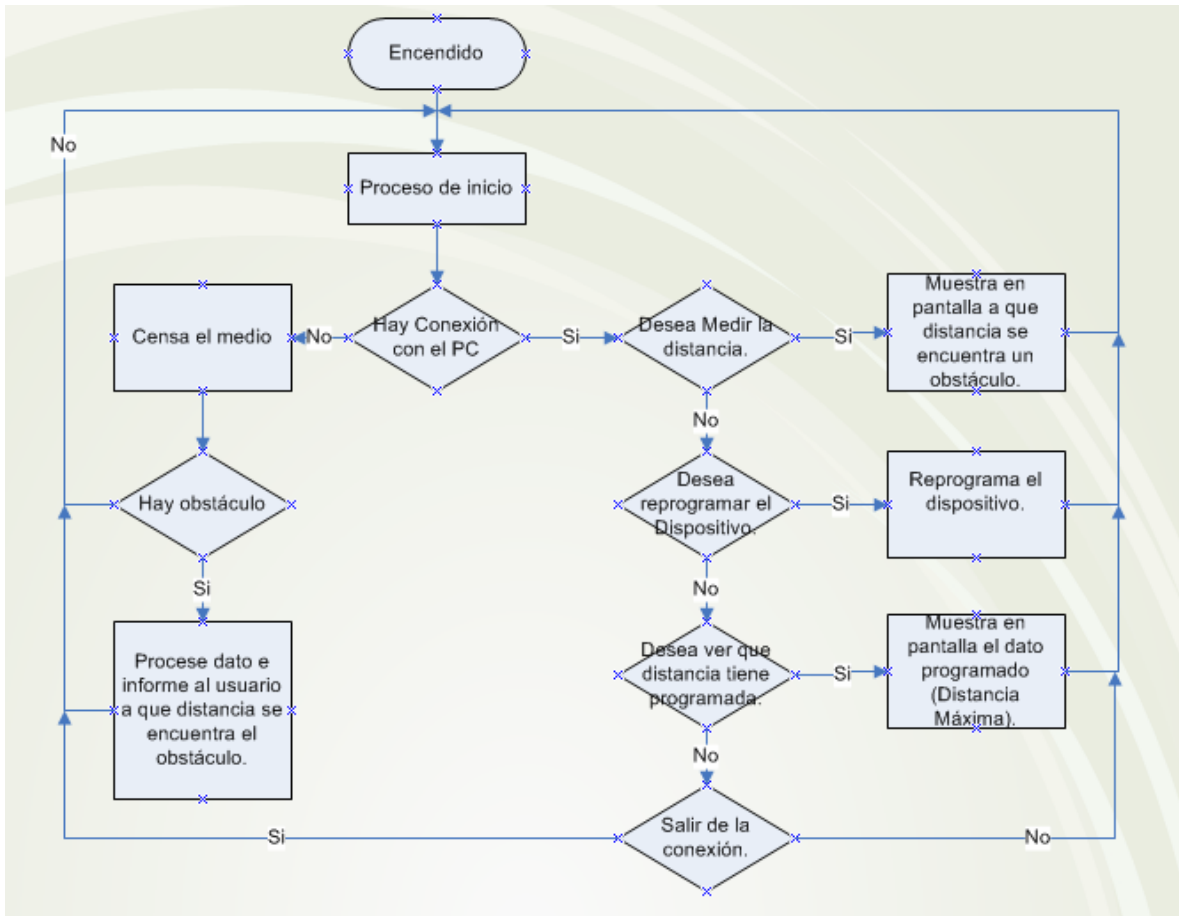 Encendido
No
Proceso de inicio
Censa el medio
No
Hay Conexión
con el PC
Si
Desea Medir la
distancia.
Si
Muestra en
pantalla a que
distancia se
encuentra un
obstáculo.
No
Hay obstáculo
Desea
reprogramar el
Dispositivo.
Si
Reprograma el
dispositivo.
Si
No
Procese dato e
informe al usuario
a que distancia se
encuentra el
obstáculo.
Desea ver que
distancia tiene
programada.
Si
Muestra en
pantalla el dato
programado
(Distancia
Máxima).
No
Si
Salir de la
conexión.
No